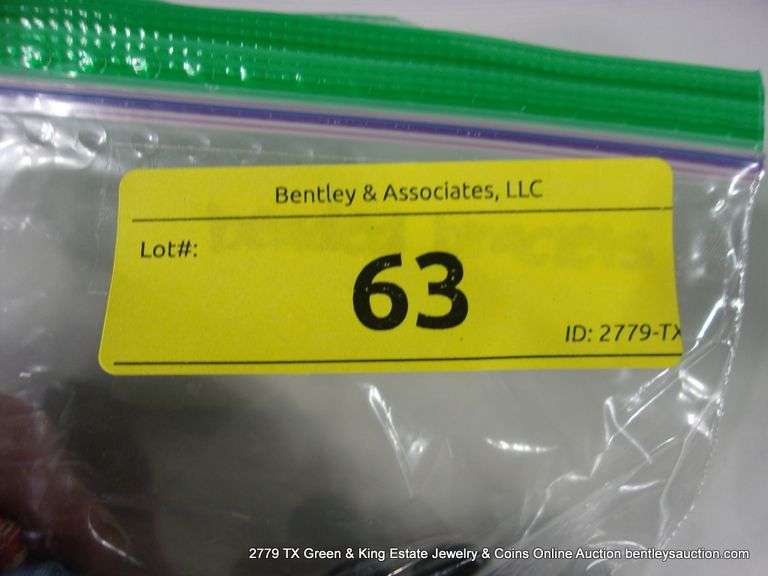 Bentley & Associates, LLC
Lot#:
63
ID: 2779-TX
2779 TX Green & King Estate Jewelry & Coins Online Auction bentleysauction.com